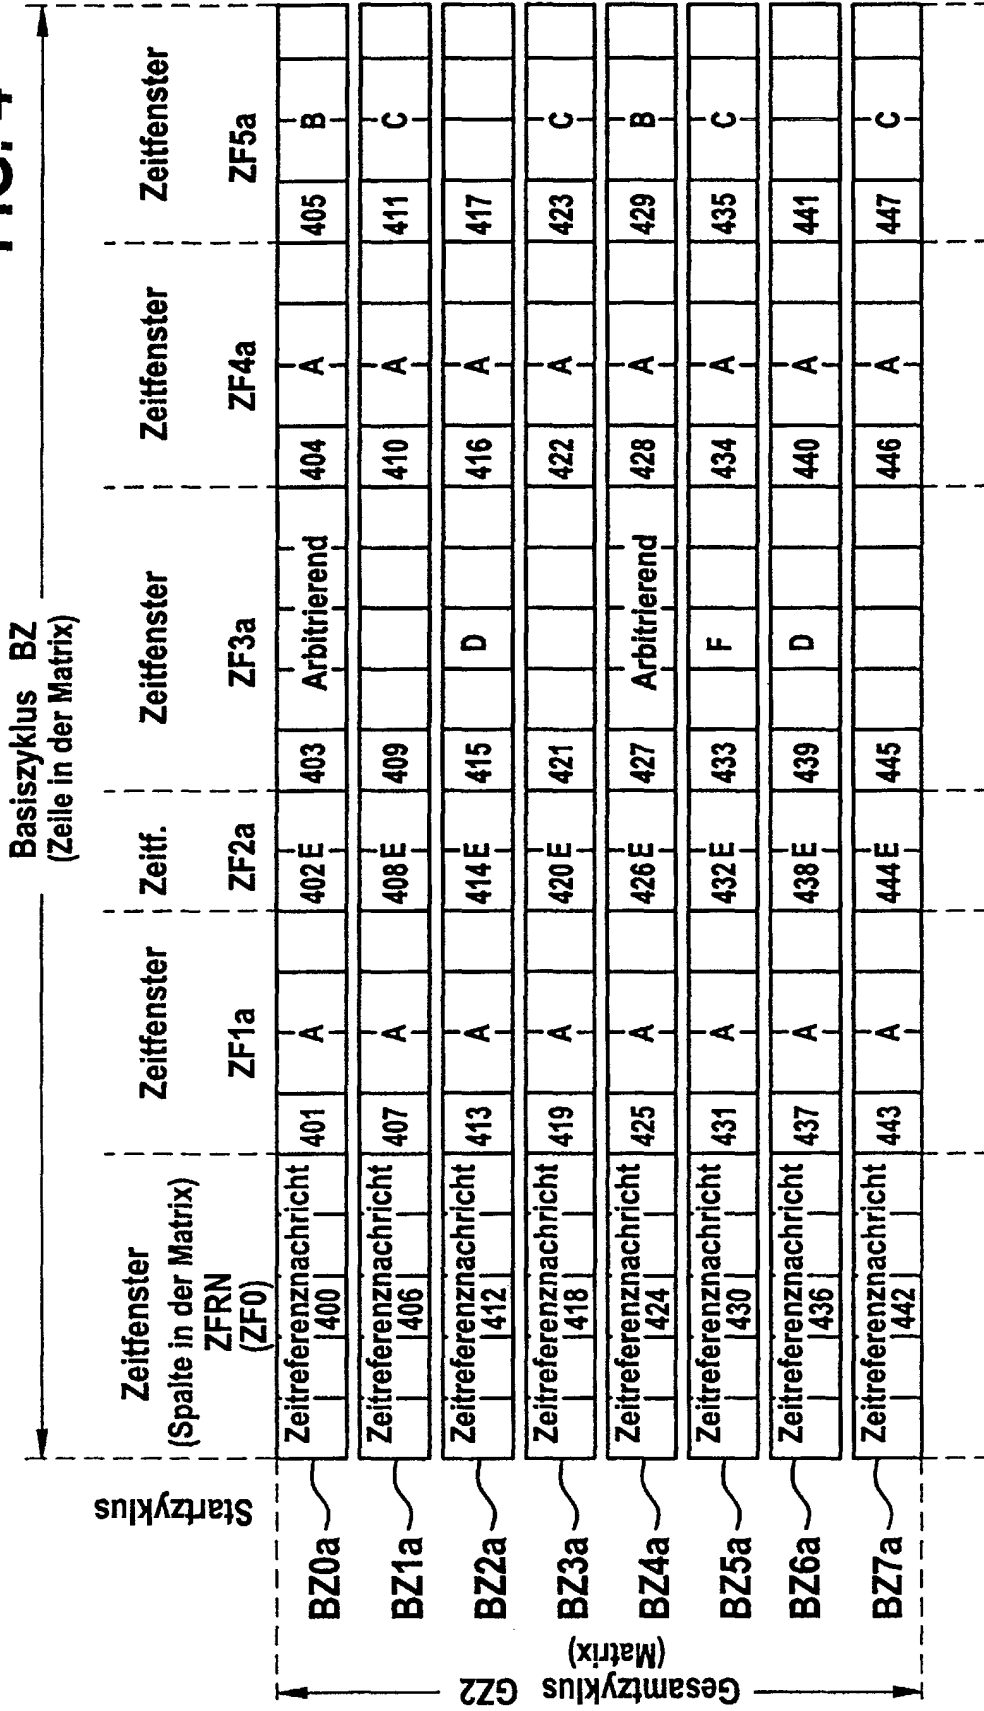 FIG. 4
Basiszyklus BZ
(Zeile in der Matrix)
Zeitfenster
(Spalte in der Matrix)
ZFRN
(ZF0)
Zeitfenster
ZF1a
Zeitf.
ZF2a
Zeitfenster
ZF3a
Zeitfenster
ZF4a
Zeitfenster
ZF5a
Startzyklus
Gesamtzyklus GZ2
(Matrix)
BZ0a Zeitreferenznachricht 400 401 A 402 E 403 Arbitrierend 404 A 405 B
BZ1a Zeitreferenznachricht 406 407 A 408 E 409 410 A 411 C
BZ2a Zeitreferenznachricht 412 413 A 414 E 415 D 416 A 417
BZ3a Zeitreferenznachricht 418 419 A 420 E 421 422 A 423 C
BZ4a Zeitreferenznachricht 424 425 A 426 E 427 Arbitrierend 428 A 429 B
BZ5a Zeitreferenznachricht 430 431 A 432 E 433 F 434 A 435 C
BZ6a Zeitreferenznachricht 436 437 A 438 E 439 D 440 A 441
BZ7a Zeitreferenznachricht 442 443 A 444 E 445 446 A 447 C